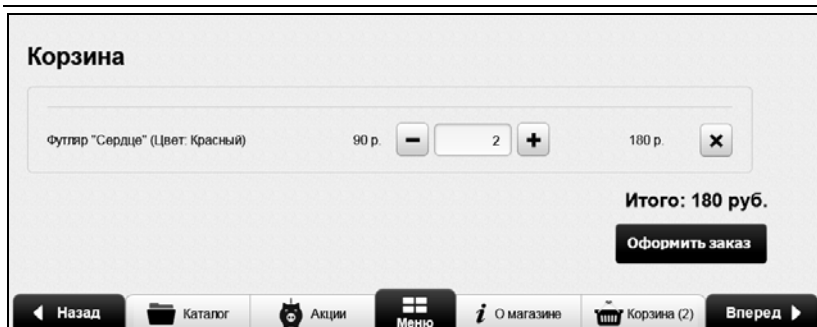 Корзина
Футляр "Сердце" (Цвет: Красный) 90 р. 2 180 р.
Итого: 180 руб.
Оформить заказ
Назад Каталог Акции Меню О магазине Корзина (2) Вперед